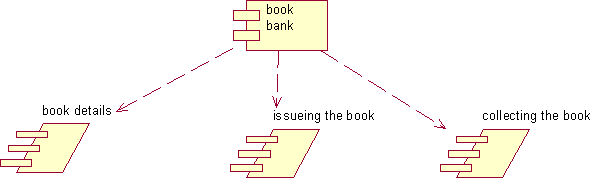 book
bank
book details
issueing the book
collecting the book